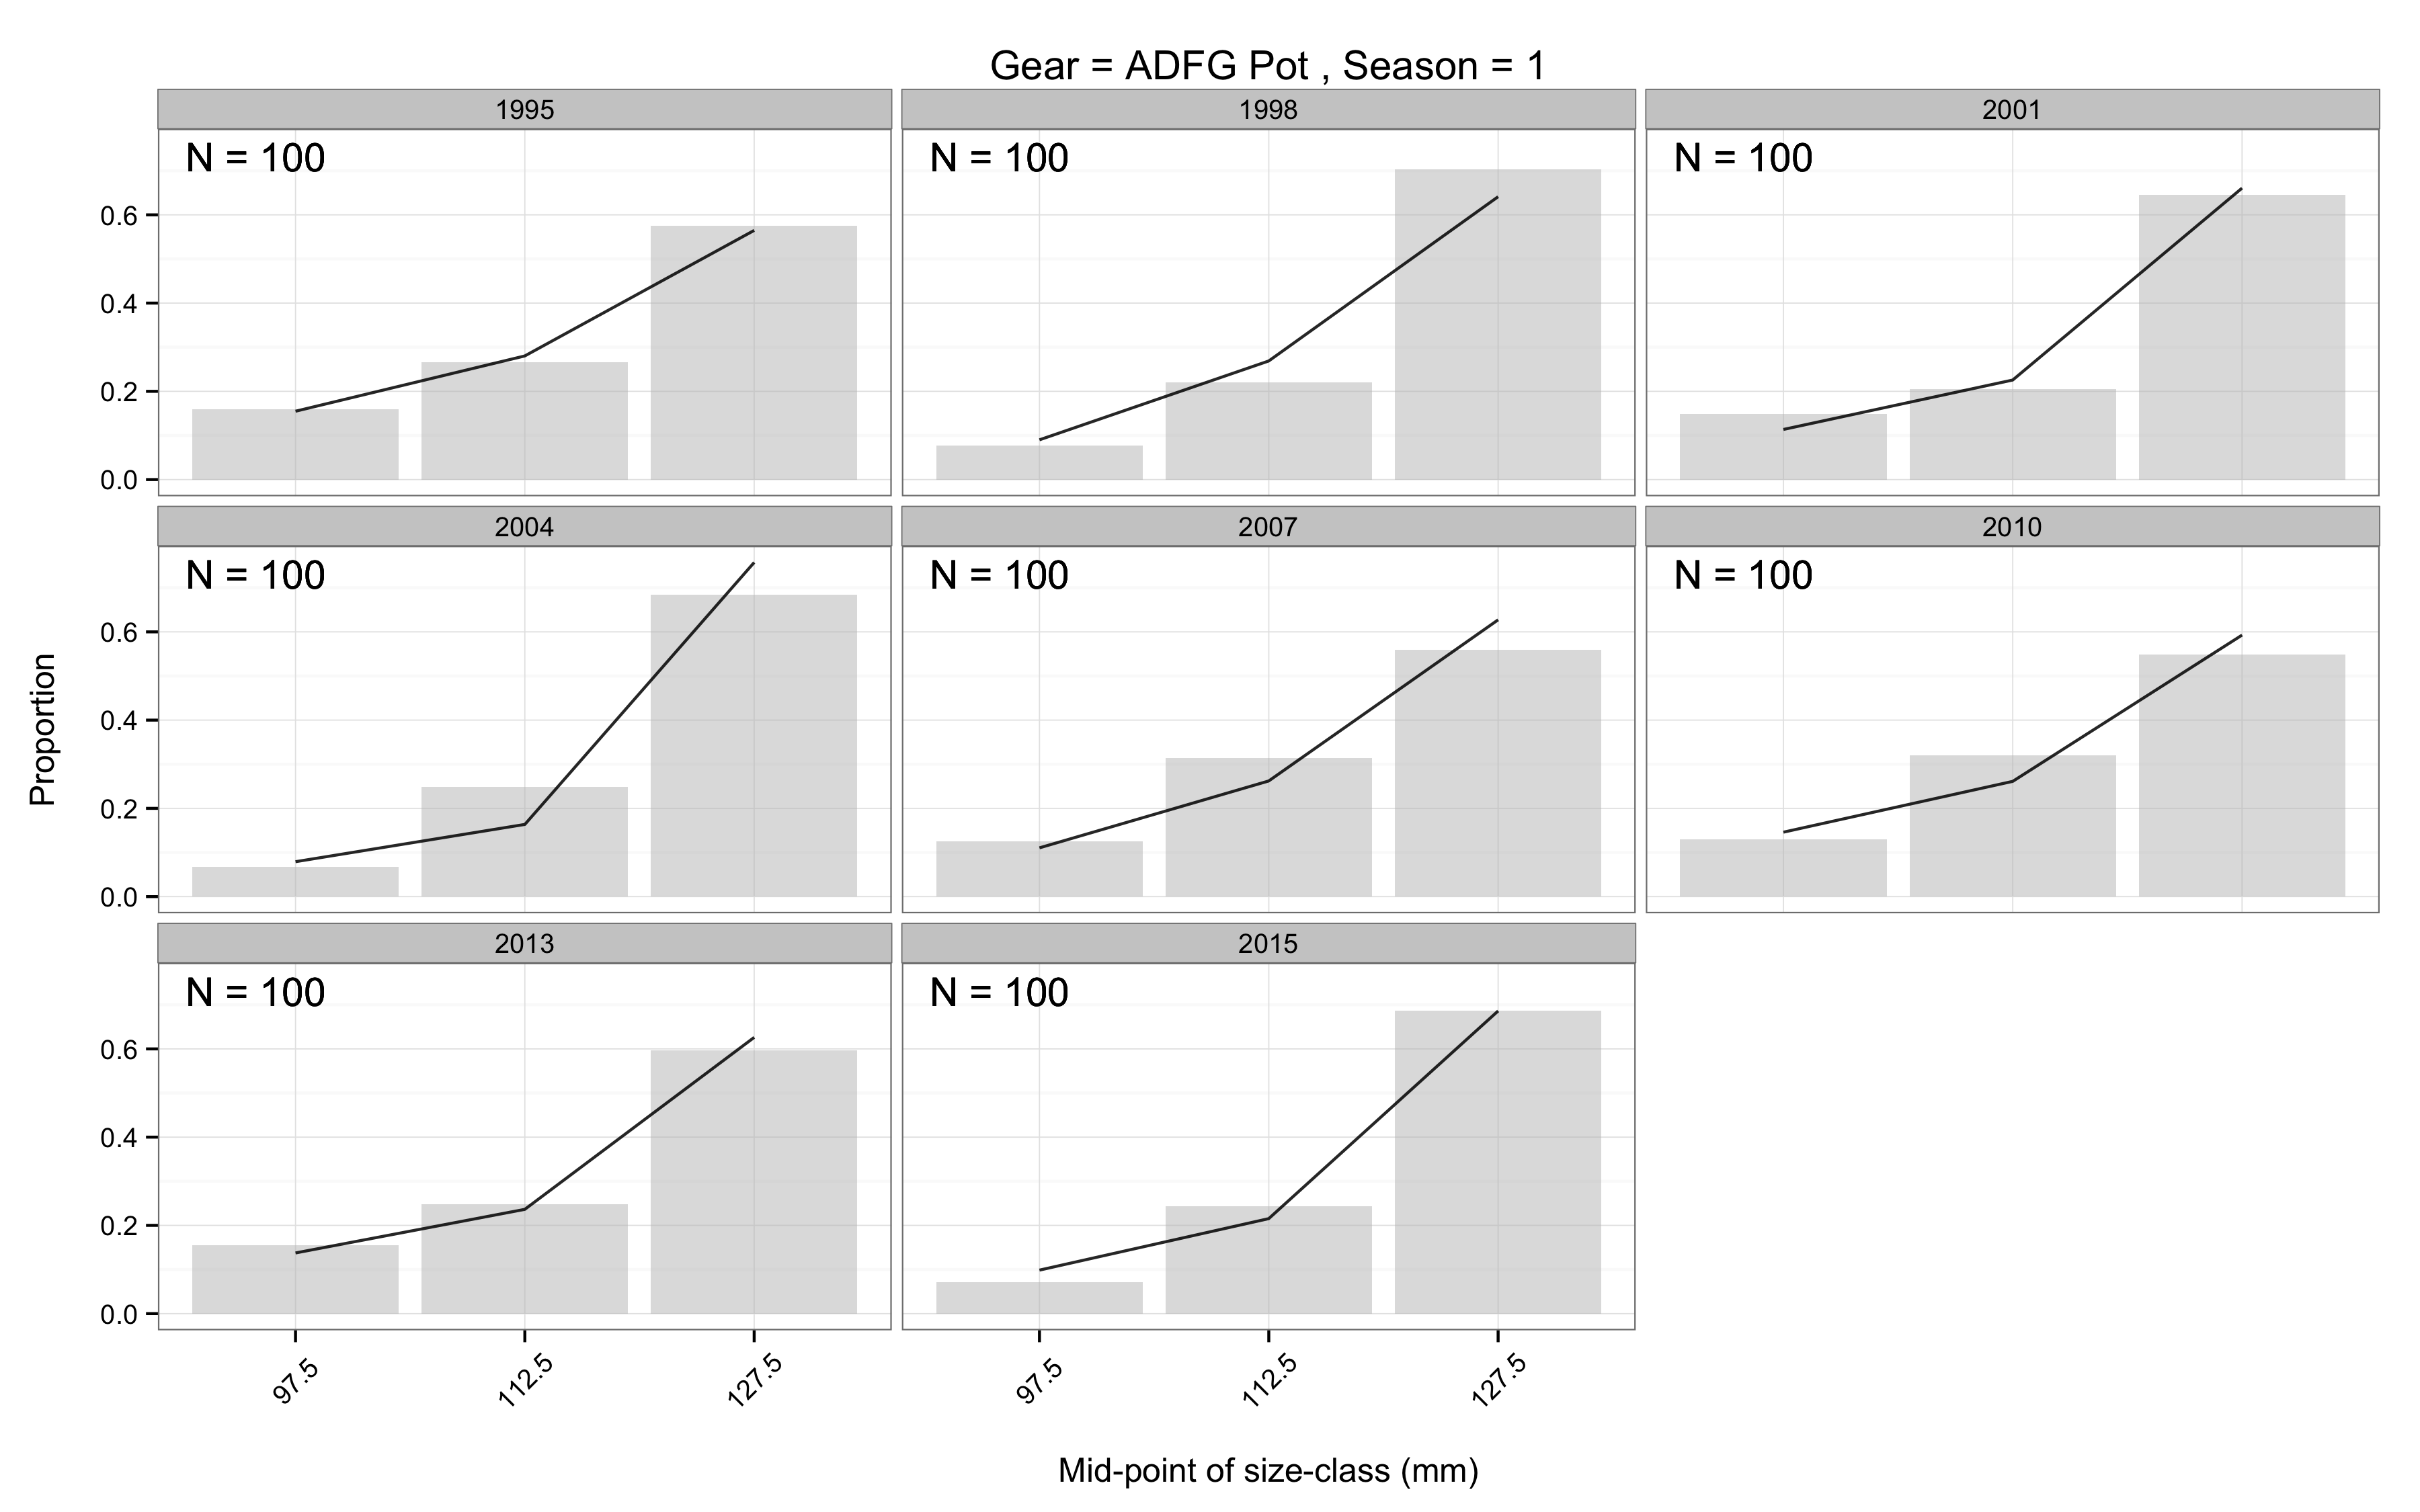 Gear = ADFG Pot , Season = 1
1995
1998
2001
N = 100
N = 100
N = 100
0.6
0.4
0.2
0.0
2004
2007
2010
N = 100
N = 100
N = 100
0.6
0.4
0.2
0.0
Proportion
2013
2015
N = 100
N = 100
0.6
0.4
0.2
0.0
97.5
112.5
127.5
97.5
112.5
127.5
Mid-point of size-class (mm)